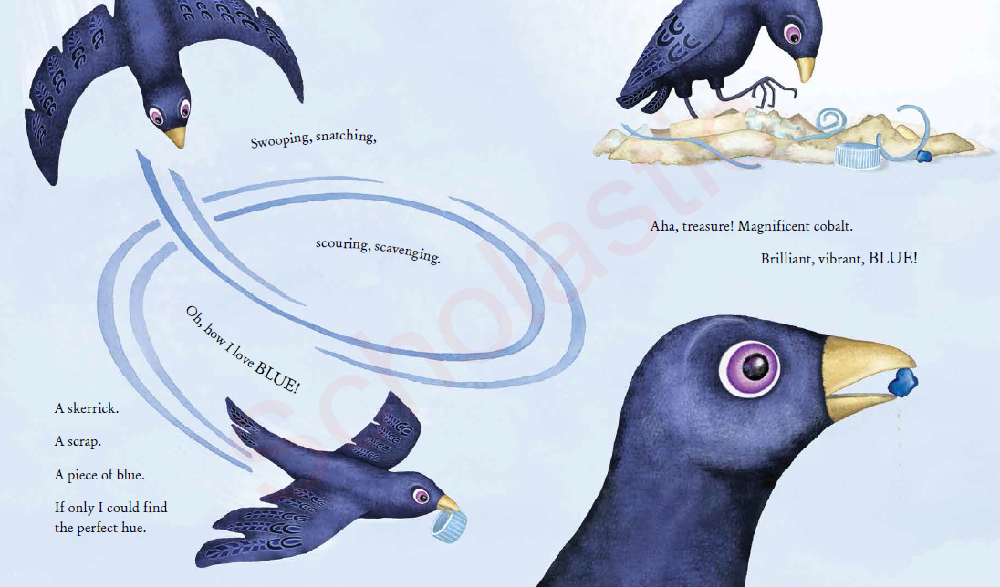 Swooping, snatching,
scouring, scavenging.
Oh, how I love BLUE!
A skerrick.
A scrap.
A piece of blue.
If only I could find
the perfect hue.
Aha, treasure! Magnificent cobalt.
Brilliant, vibrant, BLUE!
Scholastic